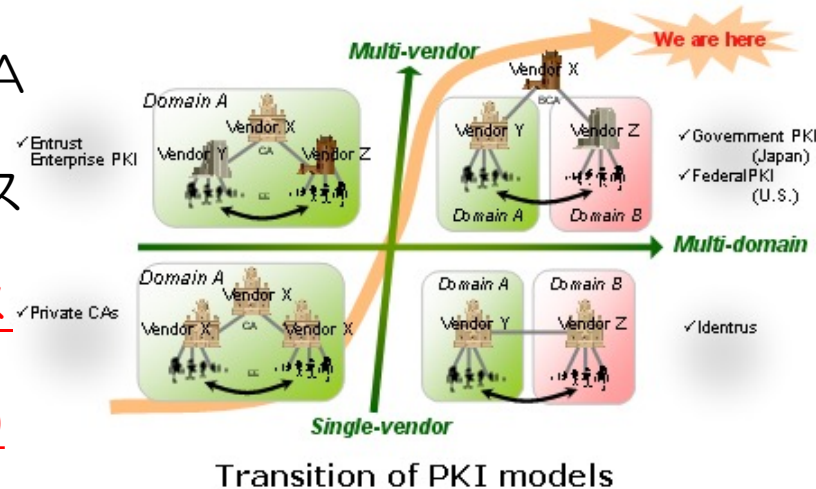 A
ス
Multi-vendor
We are here
Domain A
Vendor X
CA
Vendor Y
Vendor Z
EE
✓Entrust
Enterprise PKI
Vendor X
BCA
Vendor Y
Vendor Z
Domain A
Domain B
✓Government PKI
(Japan)
✓FederalPKI
(U.S.)
Multi-domain
Domain A
Vendor X
CA
Vendor X
Vendor X
EE
✓Private CAs
Domain A
Domain B
Vendor Y
Vendor Z
✓Identrus
Single-vendor
Transition of PKI models